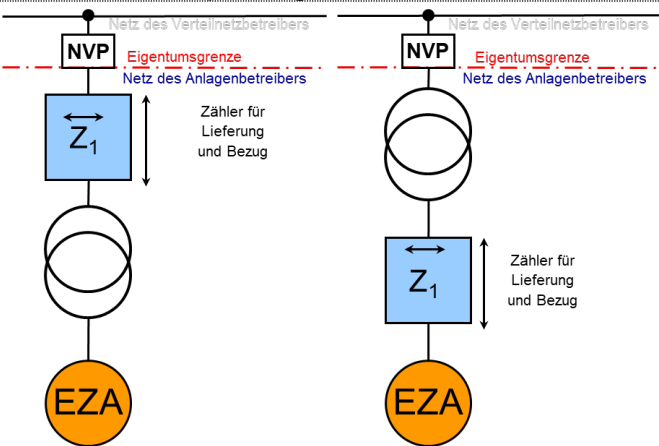 Netz des Verteilnetzbetreibers
NVP
Eigentumsgrenze
Netz des Anlagenbetreibers
Z1
Zähler für
Lieferung
und Bezug
EZA
Netz des Verteilnetzbetreibers
NVP
Eigentumsgrenze
Netz des Anlagenbetreibers
Z1
Zähler für
Lieferung
und Bezug
EZA